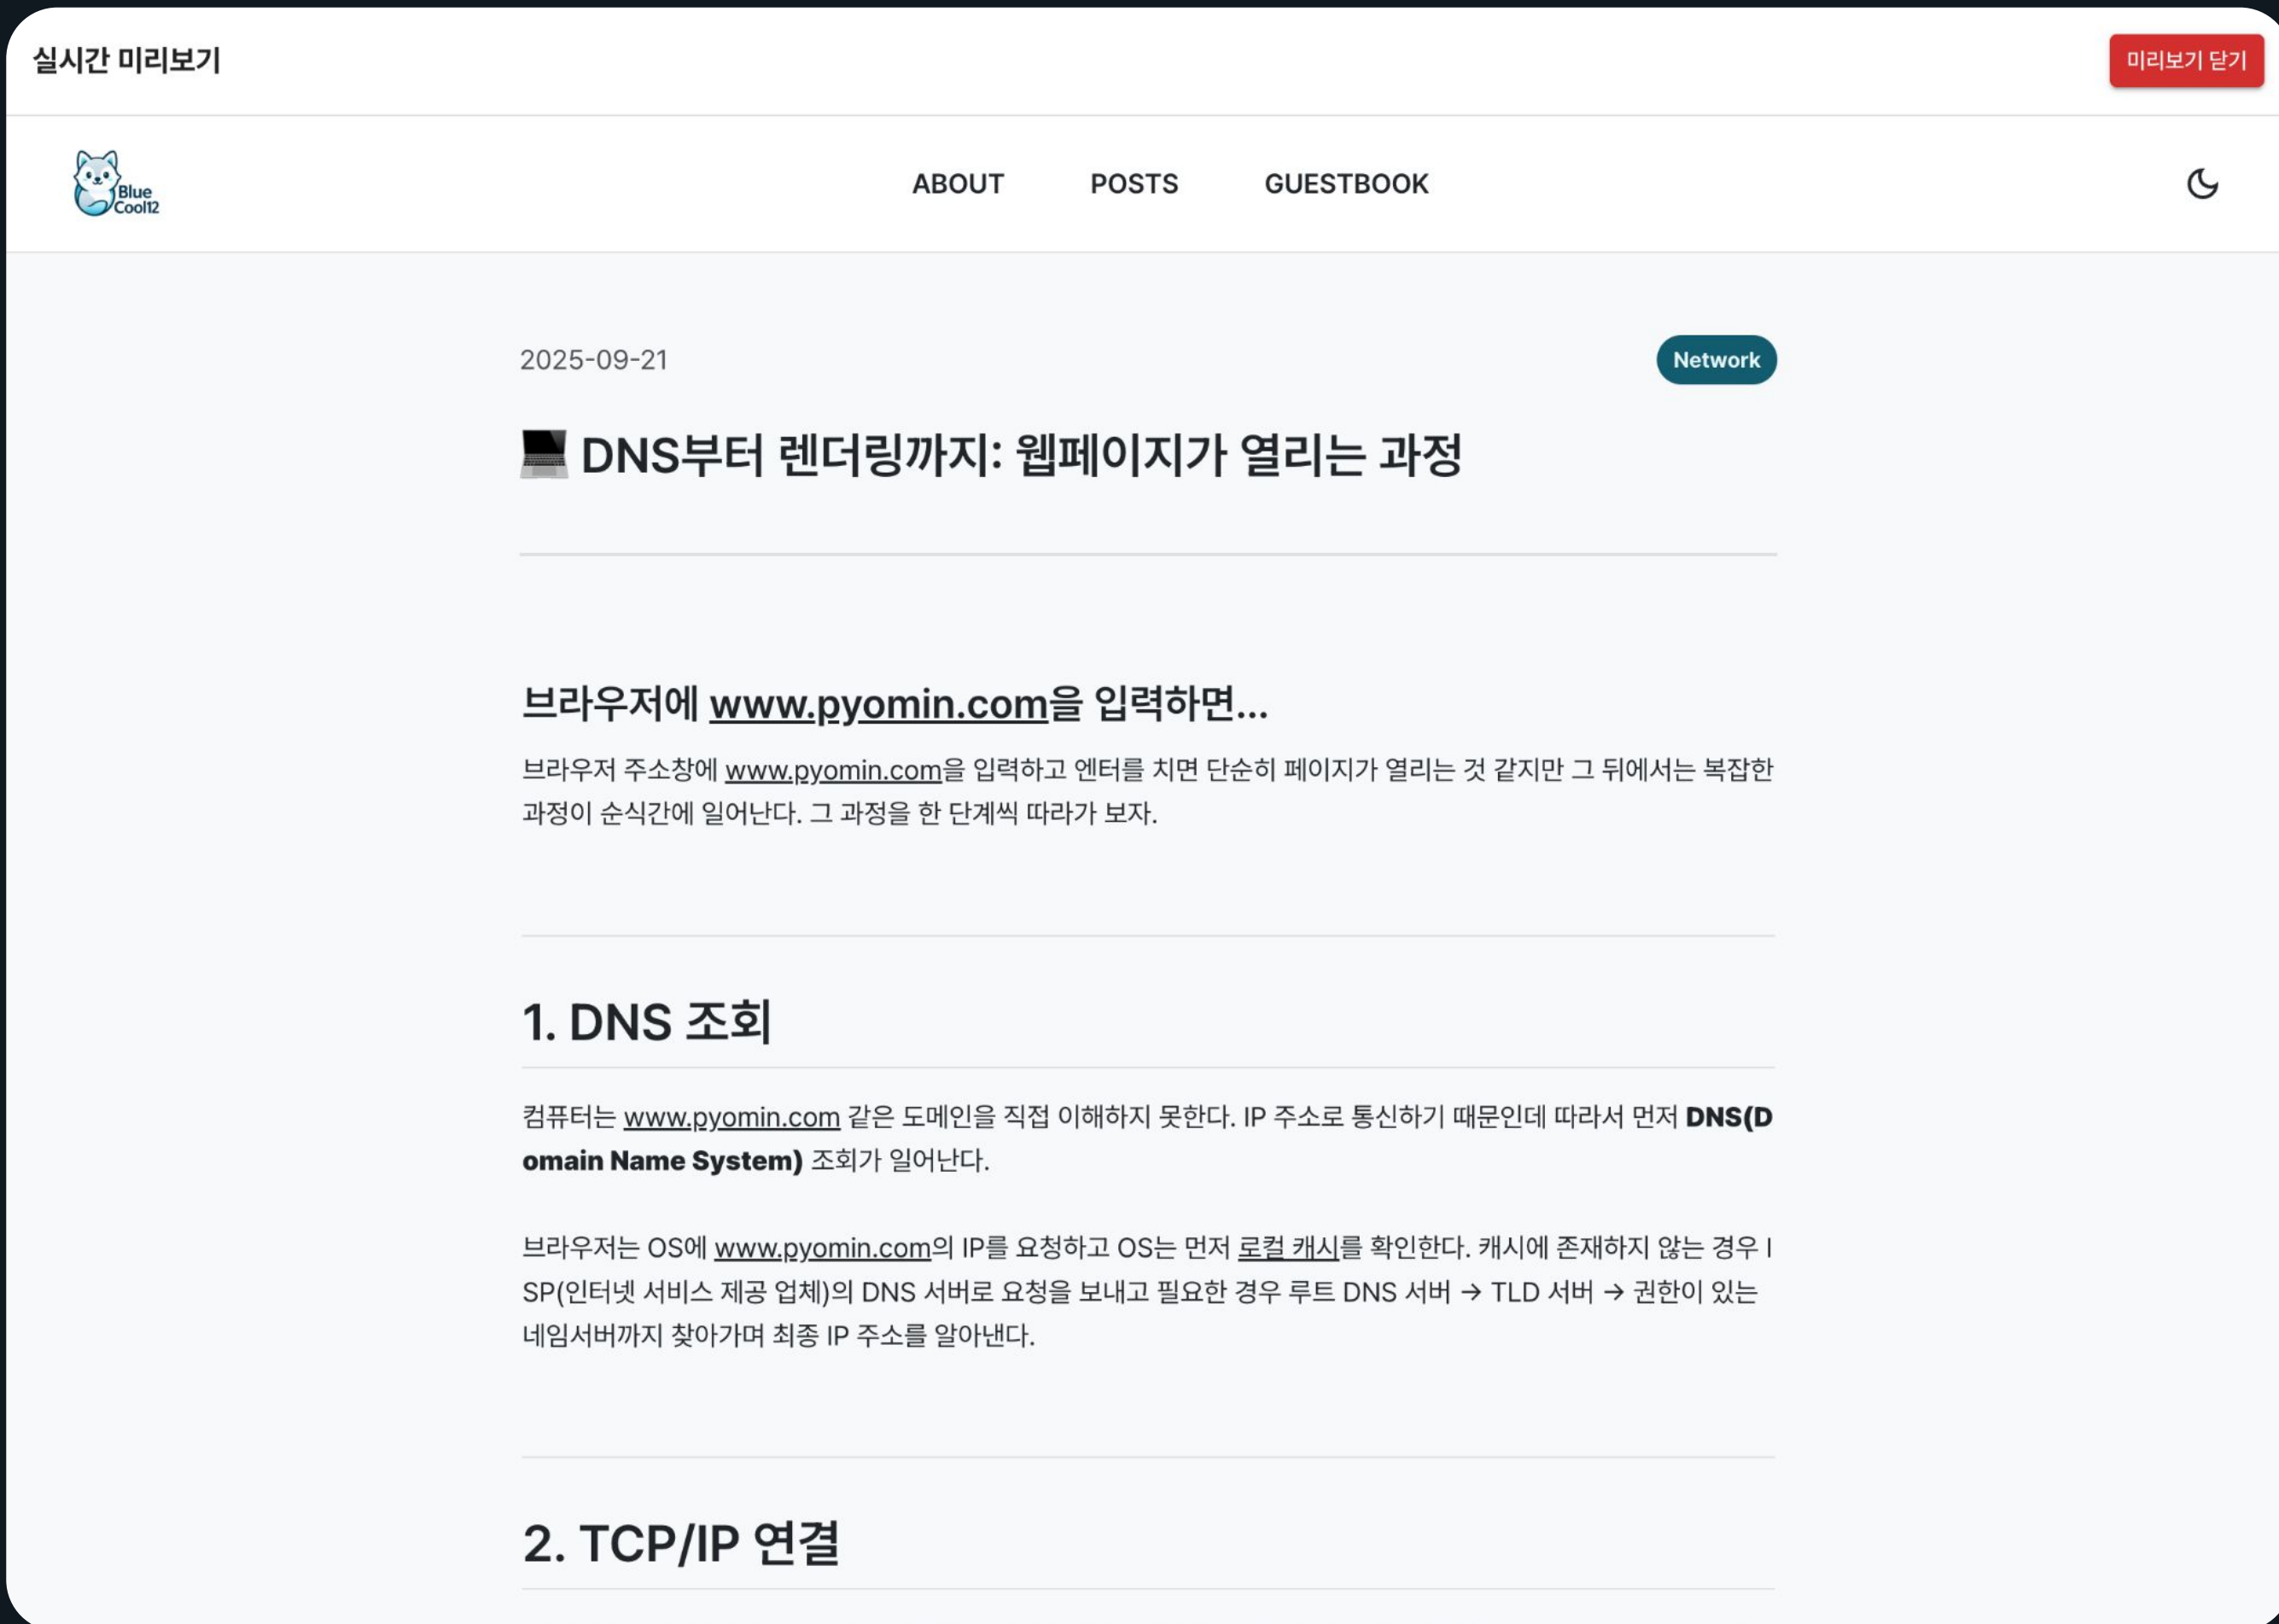 실시간 미리보기
미리보기 닫기
Blue
Cool12
ABOUT
POSTS
GUESTBOOK
2025-09-21
Network
DNS부터 렌더링까지: 웹페이지가 열리는 과정
브라우저에 www.pyomin.com을 입력하면...
브라우저 주소창에 www.pyomin.com을 입력하고 엔터를 치면 단순히 페이지가 열리는 것 같지만 그 뒤에서는 복잡한
과정이 순식간에 일어난다. 그 과정을 한 단계씩 따라가 보자.
1. DNS 조회
컴퓨터는 www.pyomin.com 같은 도메인을 직접 이해하지 못한다. IP 주소로 통신하기 때문인데 따라서 먼저 DNS(D
omain Name System) 조회가 일어난다.
브라우저는 OS에 www.pyomin.com의 IP를 요청하고 OS는 먼저 로컬 캐시를 확인한다. 캐시에 존재하지 않는 경우 I
SP(인터넷 서비스 제공 업체)의 DNS 서버로 요청을 보내고 필요한 경우 루트 DNS 서버 → TLD 서버 → 권한이 있는
네임서버까지 찾아가며 최종 IP 주소를 알아낸다.
2. TCP/IP 연결